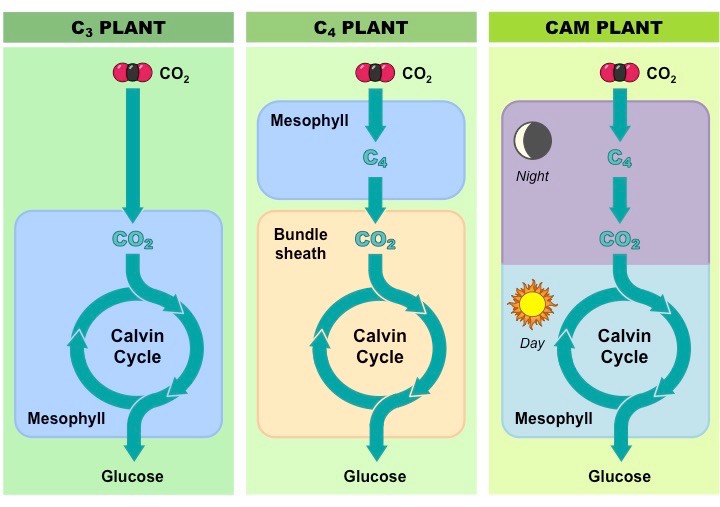 C₃ PLANT
CO₂
CO₂
Calvin
Cycle
Mesophyll
Glucose
C₄ PLANT
CO₂
Mesophyll
C₄
Bundle
sheath
CO₂
Calvin
Cycle
Glucose
CAM PLANT
CO₂
C₄
Night
CO₂
Day
Calvin
Cycle
Mesophyll
Glucose